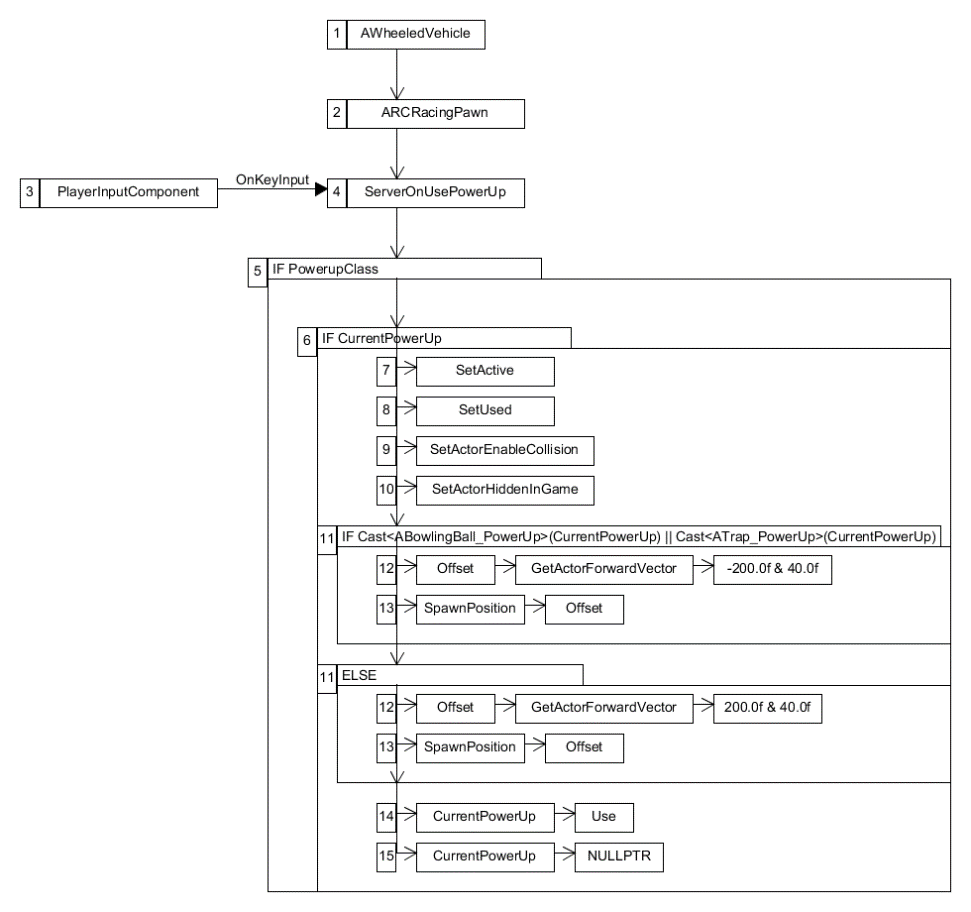 1 AWheeledVehicle
2 ARCRacingPawn
3 PlayerInputComponent OnKeyInput 4 ServerOnUsePowerUp
5 IF PowerupClass
6 IF CurrentPowerUp
7 SetActive
8 SetUsed
9 SetActorEnableCollision
10 SetActorHiddenInGame
11 IF Cast<ABowlingBall_PowerUp>(CurrentPowerUp) || Cast<ATrap_PowerUp>(CurrentPowerUp)
12 Offset GetActorForwardVector -200.0f & 40.0f
13 SpawnPosition Offset
11 ELSE
12 Offset GetActorForwardVector 200.0f & 40.0f
13 SpawnPosition Offset
14 CurrentPowerUp Use
15 CurrentPowerUp NULLPTR